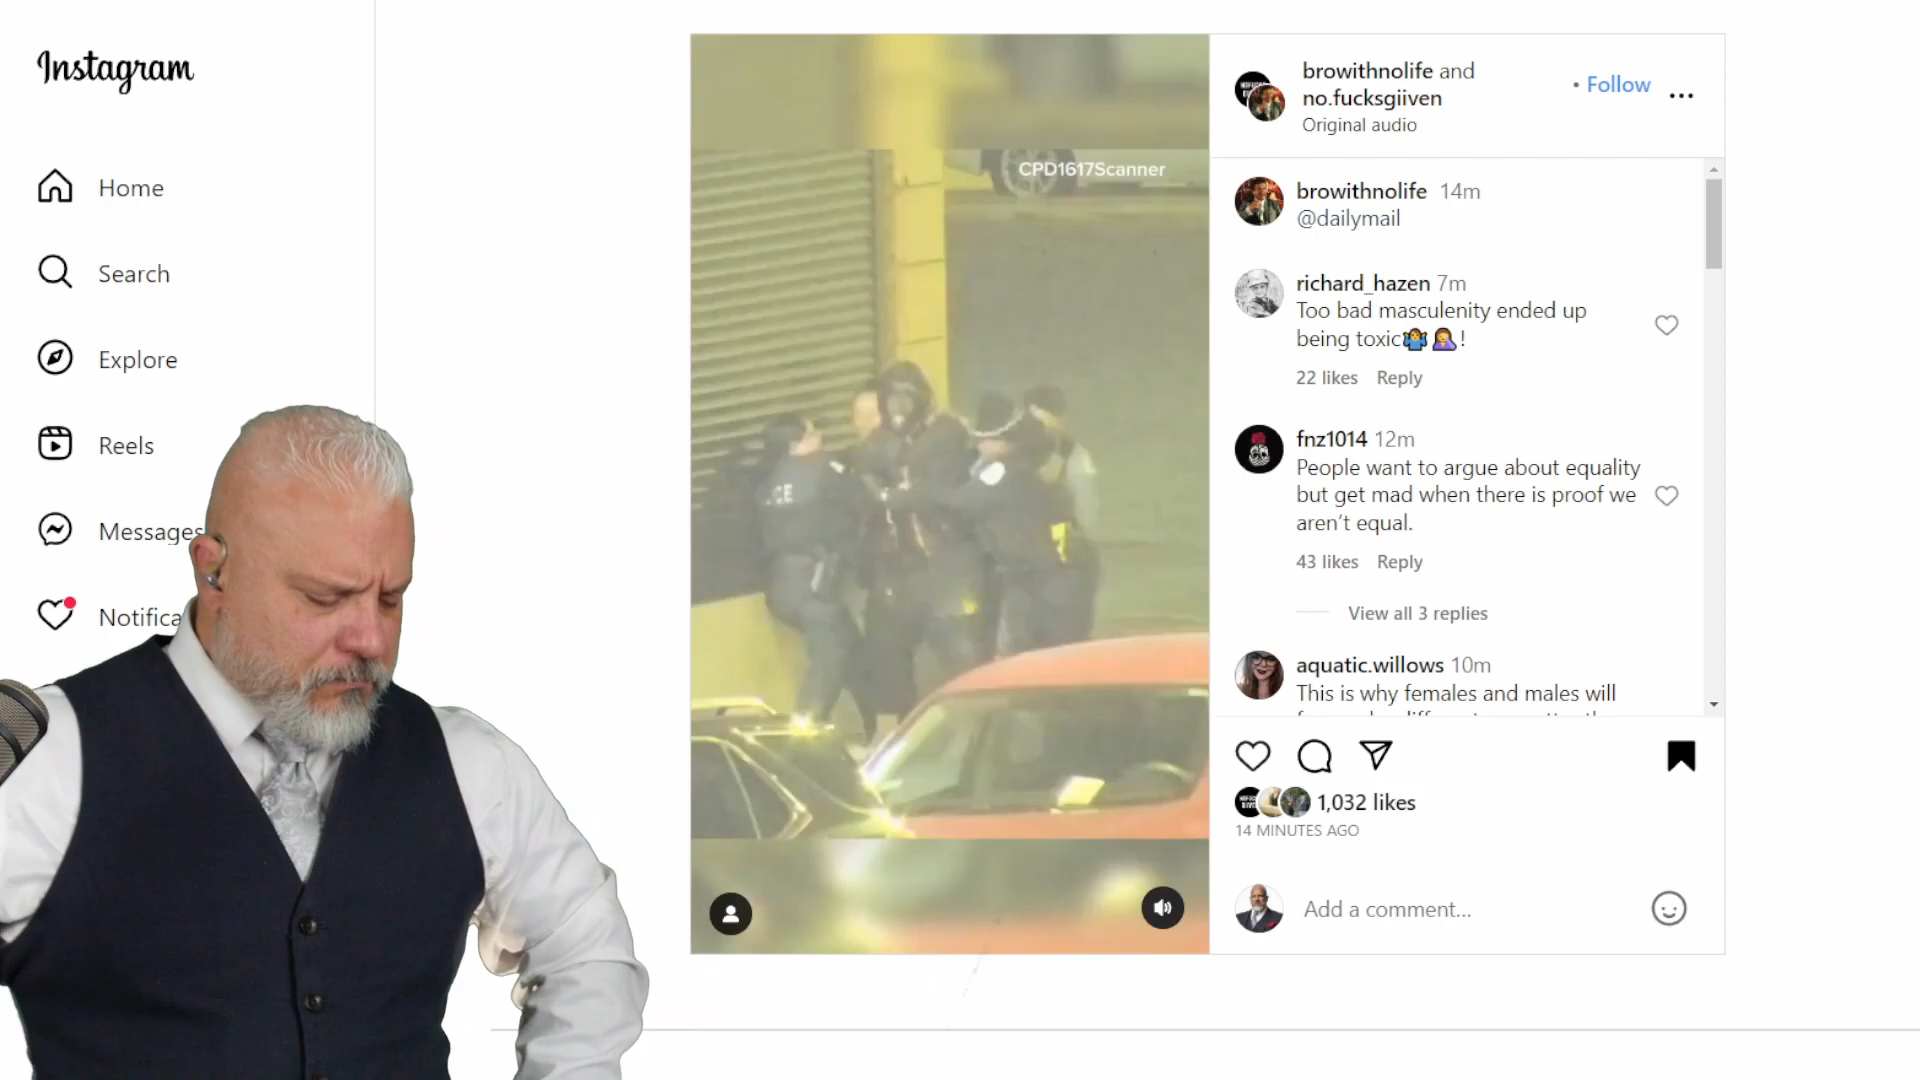 Instagram
Home
Search
Explore
Reels
Messages
Notifica
CPD1617Scanner
CE
browithnolife and
no.fucksgiiven
Original audio
• Follow
browithnolife 14m
@dailymail
richard_hazen 7m
Too bad masculenity ended up
being toxic🤷🤦!
22 likes Reply
fnz1014 12m
People want to argue about equality
but get mad when there is proof we
aren't equal.
43 likes Reply
View all 3 replies
aquatic.willows 10m
This is why females and males will
1,032 likes
14 MINUTES AGO
Add a comment...